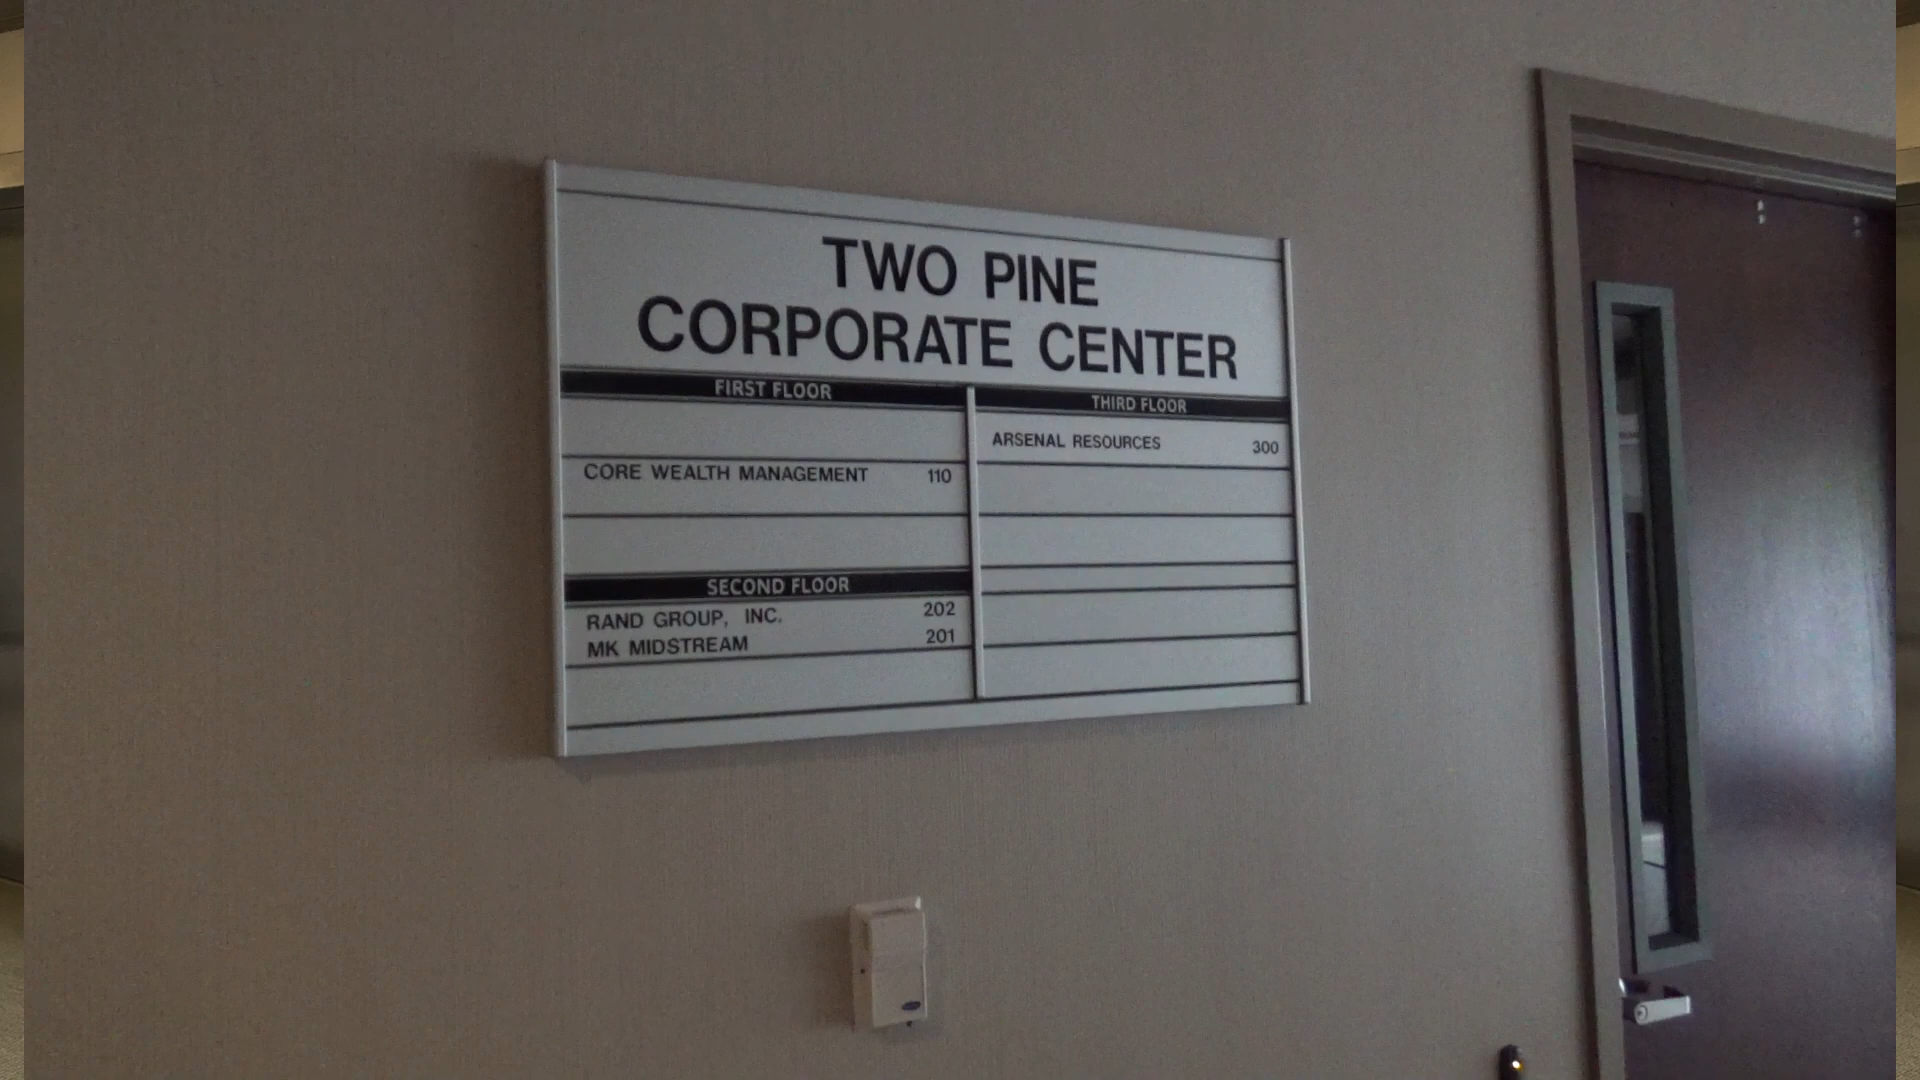 TWO PINE
CORPORATE CENTER
FIRST FLOOR
CORE WEALTH MANAGEMENT 110
SECOND FLOOR
RAND GROUP, INC. 202
MK MIDSTREAM 201
THIRD FLOOR
ARSENAL RESOURCES 300